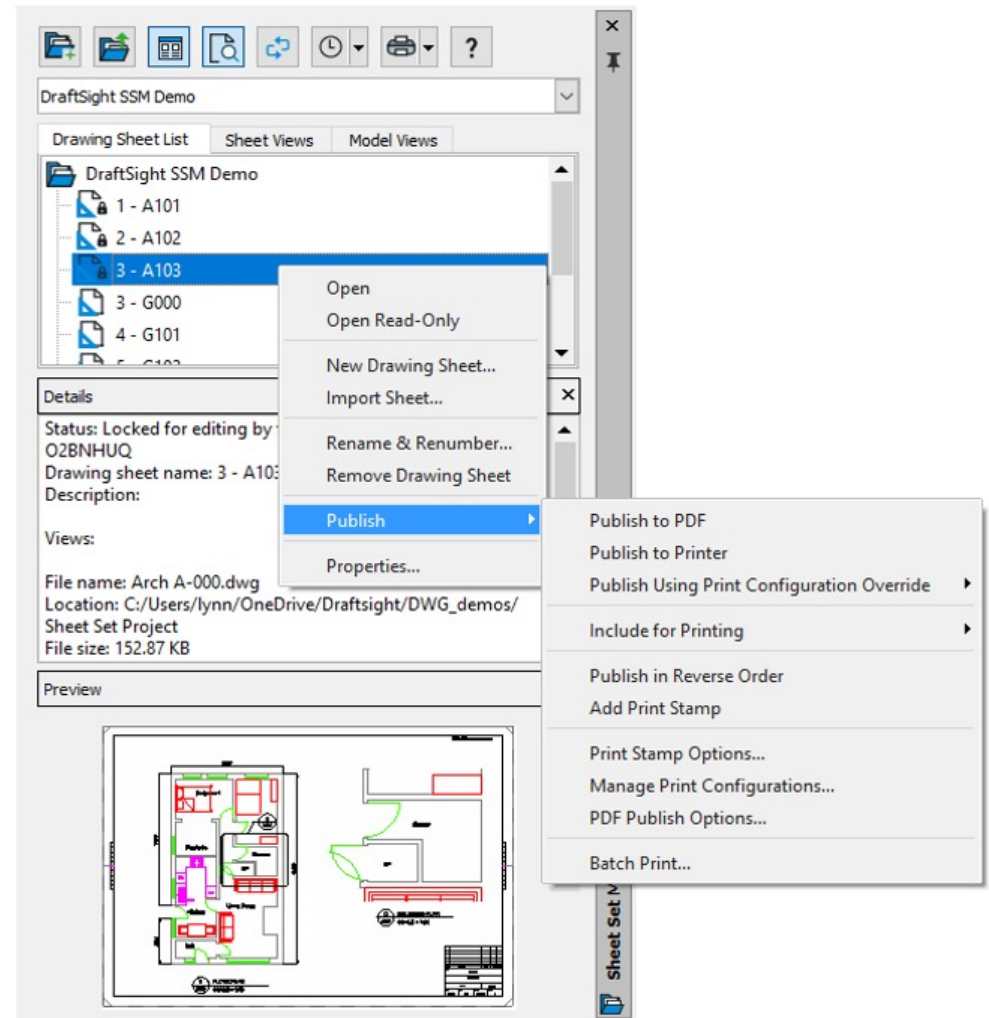 ?
DraftSight SSM Demo
Drawing Sheet List
Sheet Views
Model Views
DraftSight SSM Demo
1 - A101
2 - A102
3 - A103
3 - G000
4 - G101
Open
Open Read-Only
New Drawing Sheet...
Import Sheet...
Rename & Renumber...
Remove Drawing Sheet
Publish
Properties...
Publish to PDF
Publish to Printer
Publish Using Print Configuration Override
Include for Printing
Publish in Reverse Order
Add Print Stamp
Print Stamp Options...
Manage Print Configurations...
PDF Publish Options...
Batch Print...
Details
Status: Locked for editing by
O2BNHUQ
Drawing sheet name: 3 - A103
Description:
Views:
File name: Arch A-000.dwg
Location: C:/Users/lynn/OneDrive/Draftsight/DWG_demos/
Sheet Set Project
File size: 152.87 KB
Preview
Sheet Set M